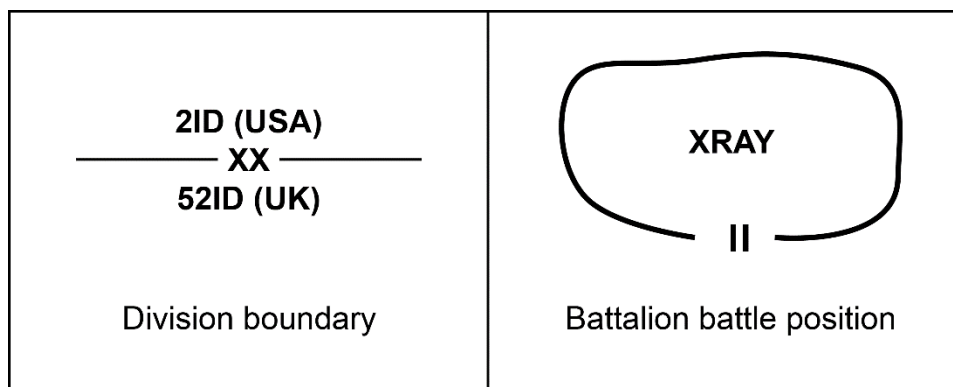 2ID (USA)
XX
52ID (UK)
Division boundary
XRAY
II
Battalion battle position